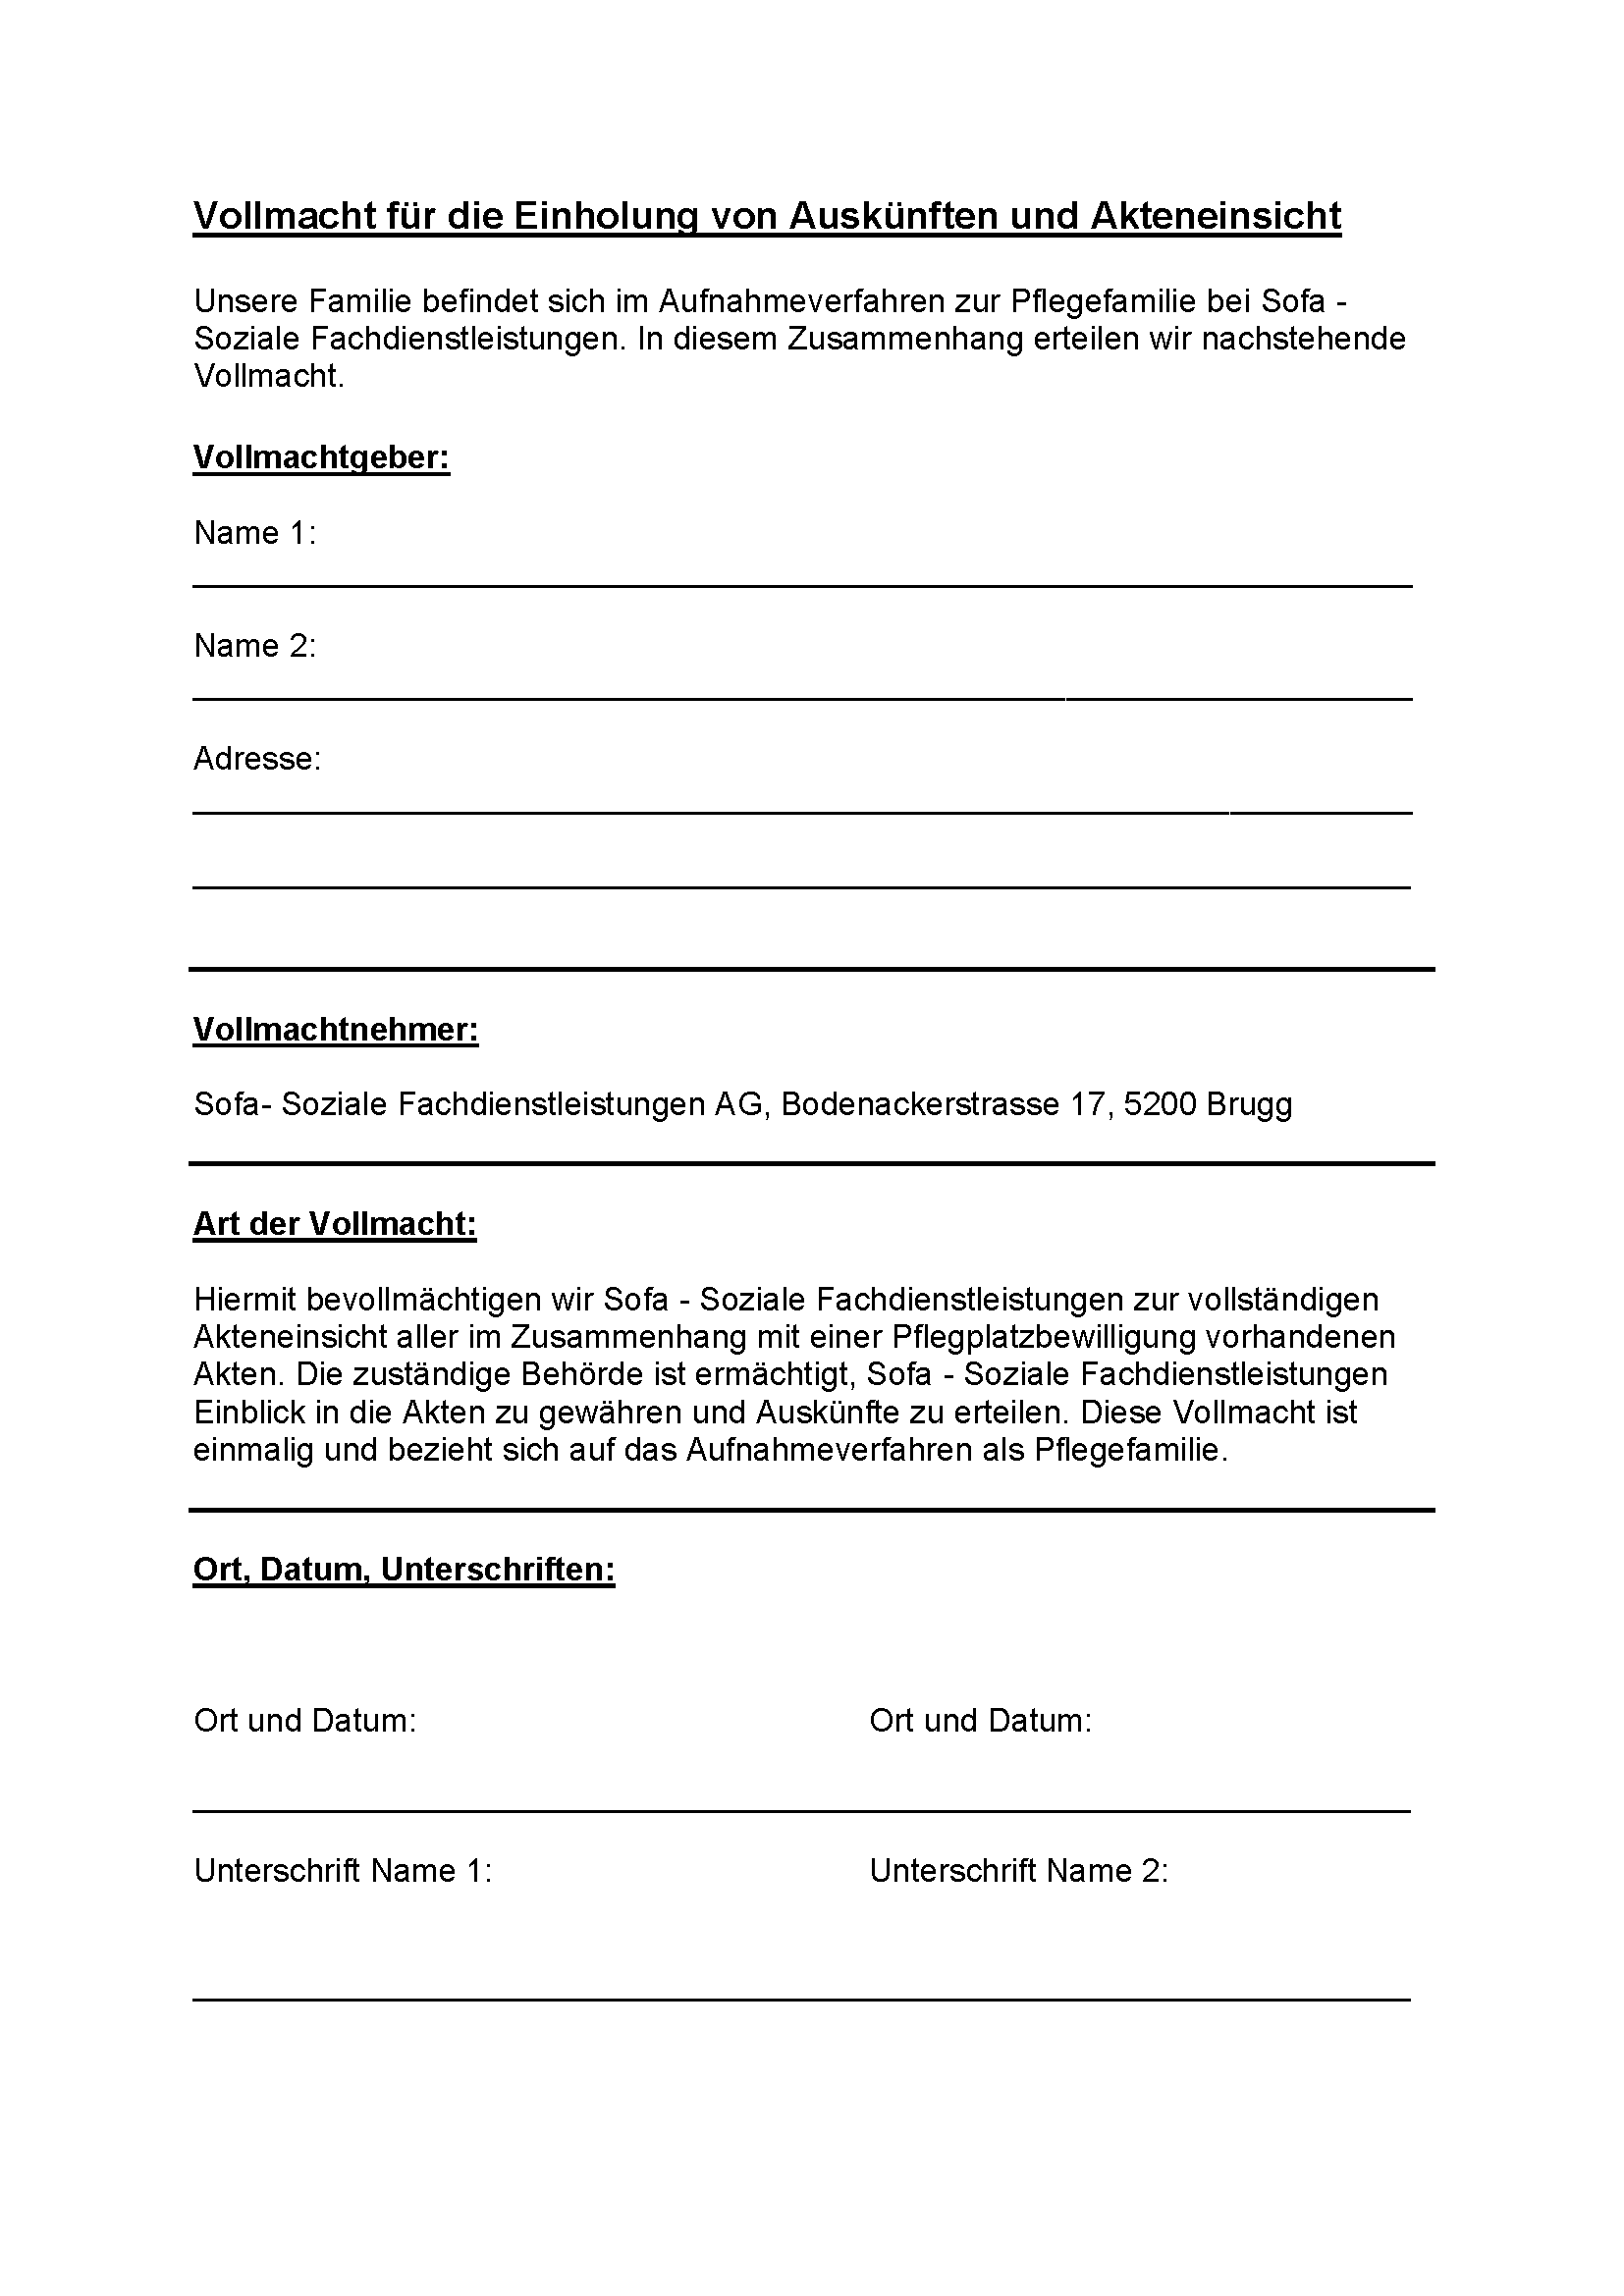 Vollmacht für die Einholung von Auskünften und Akteneinsicht
Unsere Familie befindet sich im Aufnahmeverfahren zur Pflegefamilie bei Sofa -
Soziale Fachdienstleistungen. In diesem Zusammenhang erteilen wir nachstehende
Vollmacht.
Vollmachtgeber:
Name 1:
Name 2:
Adresse:
Vollmachtnehmer:
Sofa- Soziale Fachdienstleistungen AG, Bodenackerstrasse 17, 5200 Brugg
Art der Vollmacht:
Hiermit bevollmächtigen wir Sofa - Soziale Fachdienstleistungen zur vollständigen
Akteneinsicht aller im Zusammenhang mit einer Pflegplatzbewilligung vorhandenen
Akten. Die zuständige Behörde ist ermächtigt, Sofa - Soziale Fachdienstleistungen
Einblick in die Akten zu gewähren und Auskünfte zu erteilen. Diese Vollmacht ist
einmalig und bezieht sich auf das Aufnahmeverfahren als Pflegefamilie.
Ort, Datum, Unterschriften:
Ort und Datum: Ort und Datum:
Unterschrift Name 1: Unterschrift Name 2: